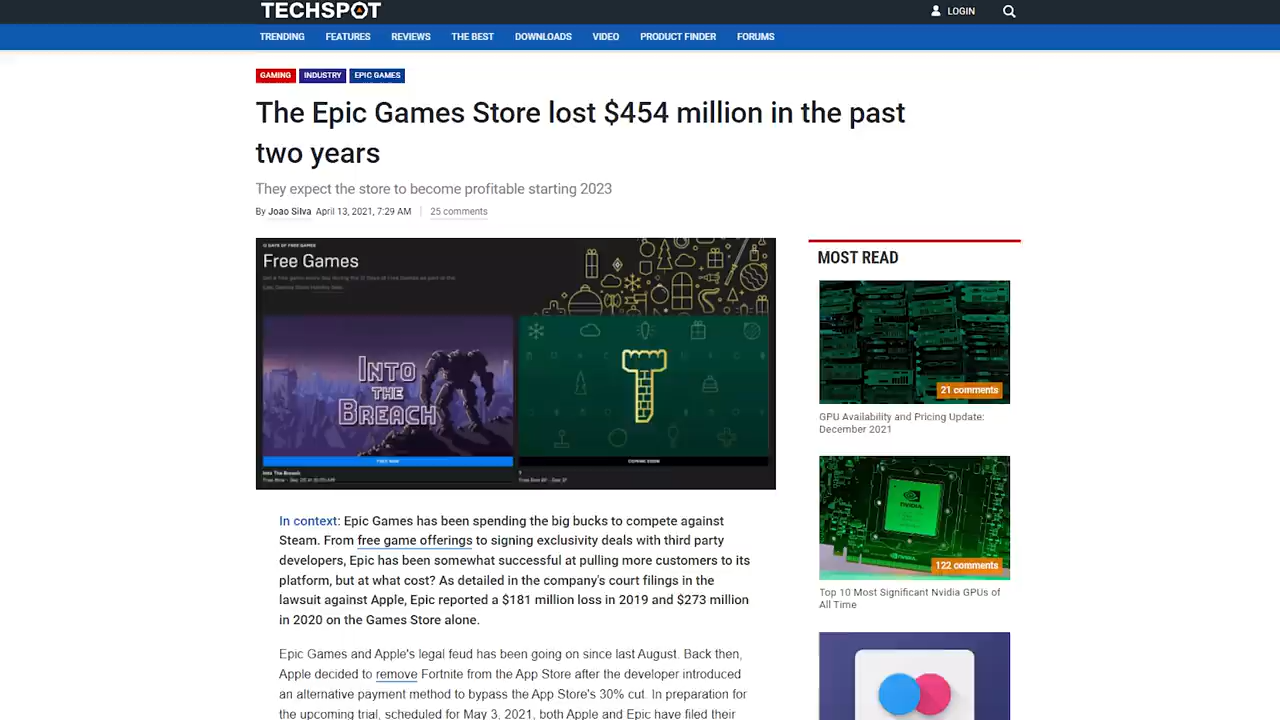 TECHSPOT
LOGIN
TRENDING FEATURES REVIEWS THE BEST DOWNLOADS VIDEO PRODUCT FINDER FORUMS
GAMING INDUSTRY EPIC GAMES
The Epic Games Store lost $454 million in the past
two years
They expect the store to become profitable starting 2023
By Joao Silva April 13, 2021, 7:29 AM 25 comments
Free Games
INTO
THE
BREACH
FREE NOW
COMING SOON
Into The Breach
In context: Epic Games has been spending the big bucks to compete against
Steam. From free game offerings to signing exclusivity deals with third party
developers, Epic has been somewhat successful at pulling more customers to its
platform, but at what cost? As detailed in the company's court filings in the
lawsuit against Apple, Epic reported a $181 million loss in 2019 and $273 million
in 2020 on the Games Store alone.
Epic Games and Apple's legal feud has been going on since last August. Back then,
Apple decided to remove Fortnite from the App Store after the developer introduced
an alternative payment method to bypass the App Store's 30% cut. In preparation for
the upcoming trial, scheduled for May 3, 2021, both Apple and Epic have filed their
MOST READ
21 comments
GPU Availability and Pricing Update:
December 2021
NVIDIA
122 comments
Top 10 Most Significant Nvidia GPUs of
All Time